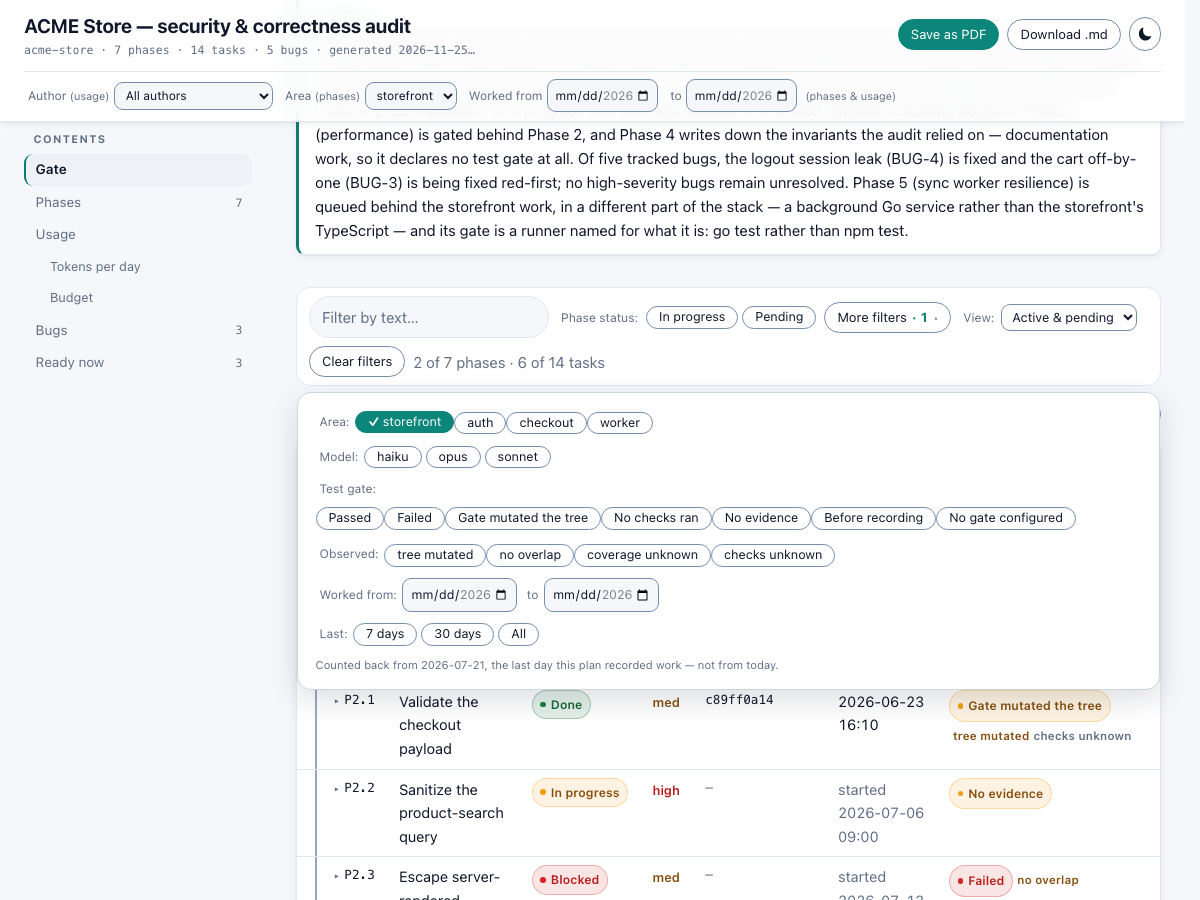 ACME Store — security & correctness audit
acme-store · 7 phases · 14 tasks · 5 bugs · generated 2026-11-25…
Save as PDF
Download .md
Author (usage) All authors Area (phases) storefront Worked from mm/dd/2026 to mm/dd/2026 (phases & usage)
CONTENTS
Gate
Phases 7
Usage
Tokens per day
Budget
Bugs 3
Ready now 3
(performance) is gated behind Phase 2, and Phase 4 writes down the invariants the audit relied on — documentation
work, so it declares no test gate at all. Of five tracked bugs, the logout session leak (BUG-4) is fixed and the cart off-by-
one (BUG-3) is being fixed red-first; no high-severity bugs remain unresolved. Phase 5 (sync worker resilience) is
queued behind the storefront work, in a different part of the stack — a background Go service rather than the storefront's
TypeScript — and its gate is a runner named for what it is: go test rather than npm test.
Filter by text... Phase status: In progress Pending More filters · 1 · View: Active & pending
Clear filters 2 of 7 phases · 6 of 14 tasks
Area: ✓ storefront auth checkout worker
Model: haiku opus sonnet
Test gate:
Passed Failed Gate mutated the tree No checks ran No evidence Before recording No gate configured
Observed: tree mutated no overlap coverage unknown checks unknown
Worked from: mm/dd/2026 to mm/dd/2026
Last: 7 days 30 days All
Counted back from 2026-07-21, the last day this plan recorded work — not from today.
P2.1 Validate the checkout payload Done med c89ff0a14 2026-06-23 16:10 Gate mutated the tree
tree mutated checks unknown
P2.2 Sanitize the product-search query In progress high — started 2026-07-06 09:00 No evidence
P2.3 Escape server- Blocked med — started Failed no overlap